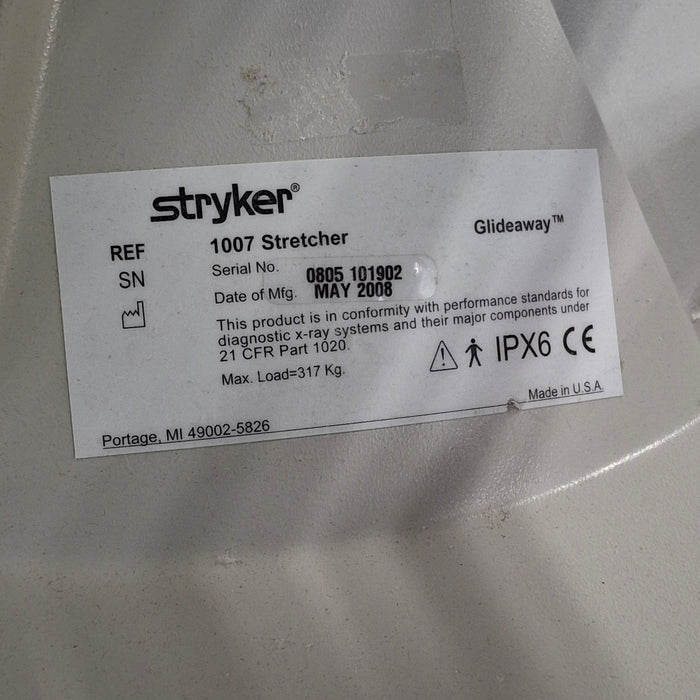 stryker®
REF 1007 Stretcher Glideaway™
SN Serial No. 0805 101902
Date of Mfg. MAY 2008
This product is in conformity with performance standards for
diagnostic x-ray systems and their major components under
21 CFR Part 1020.
Max. Load=317 Kg.
IPX6 CE
Portage, MI 49002-5826
Made in U.S.A.